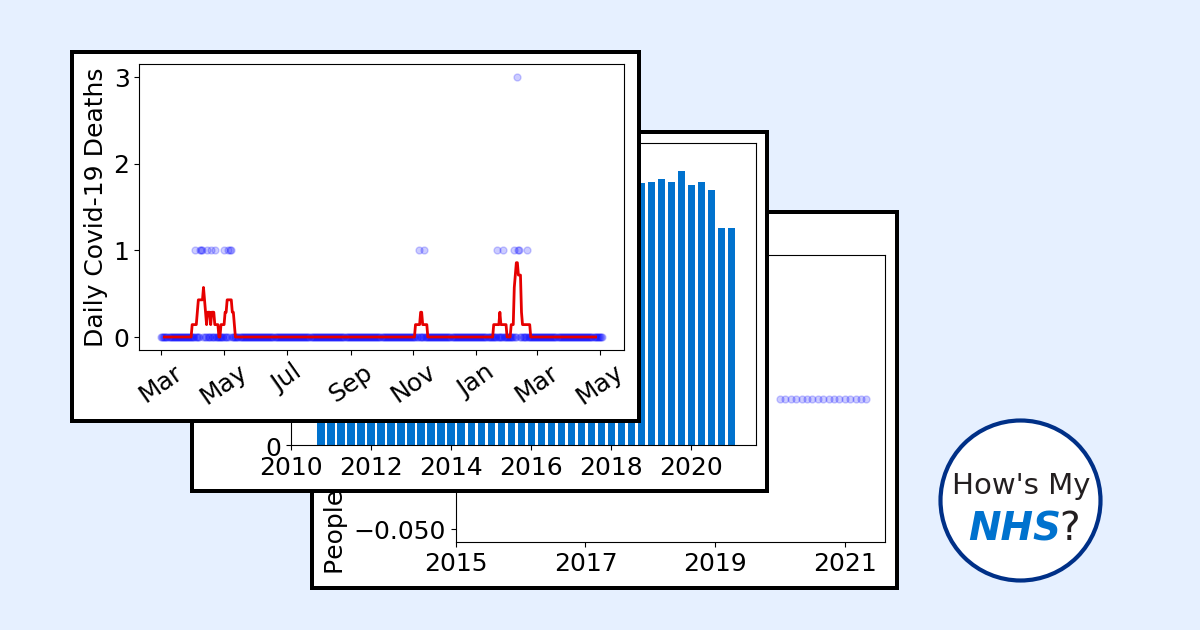 Daily Covid-19 Deaths
3
2
1
0
Mar May Jul Sep Nov Jan Mar May
0
2010 2012 2014 2016 2018 2020
People
−0.050
2015 2017 2019 2021
How's My
NHS?